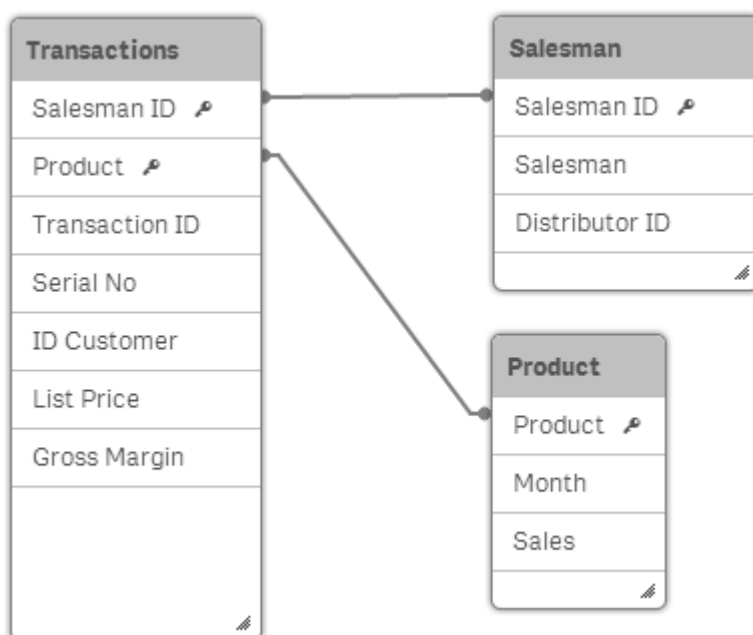 Transactions
Salesman ID
Product
Transaction ID
Serial No
ID Customer
List Price
Gross Margin
Salesman
Salesman ID
Salesman
Distributor ID
Product
Product
Month
Sales